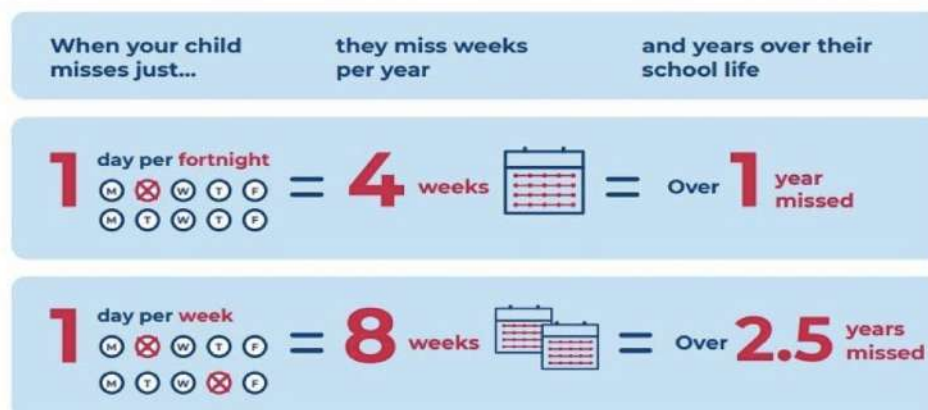 When your child
misses just...
they miss weeks
per year
and years over their
school life
1 day per fortnight
M T W T F
M T W T F
= 4 weeks
= Over 1 year
missed
1 day per week
M T W T F
M T W T F
= 8 weeks
= Over 2.5 years
missed